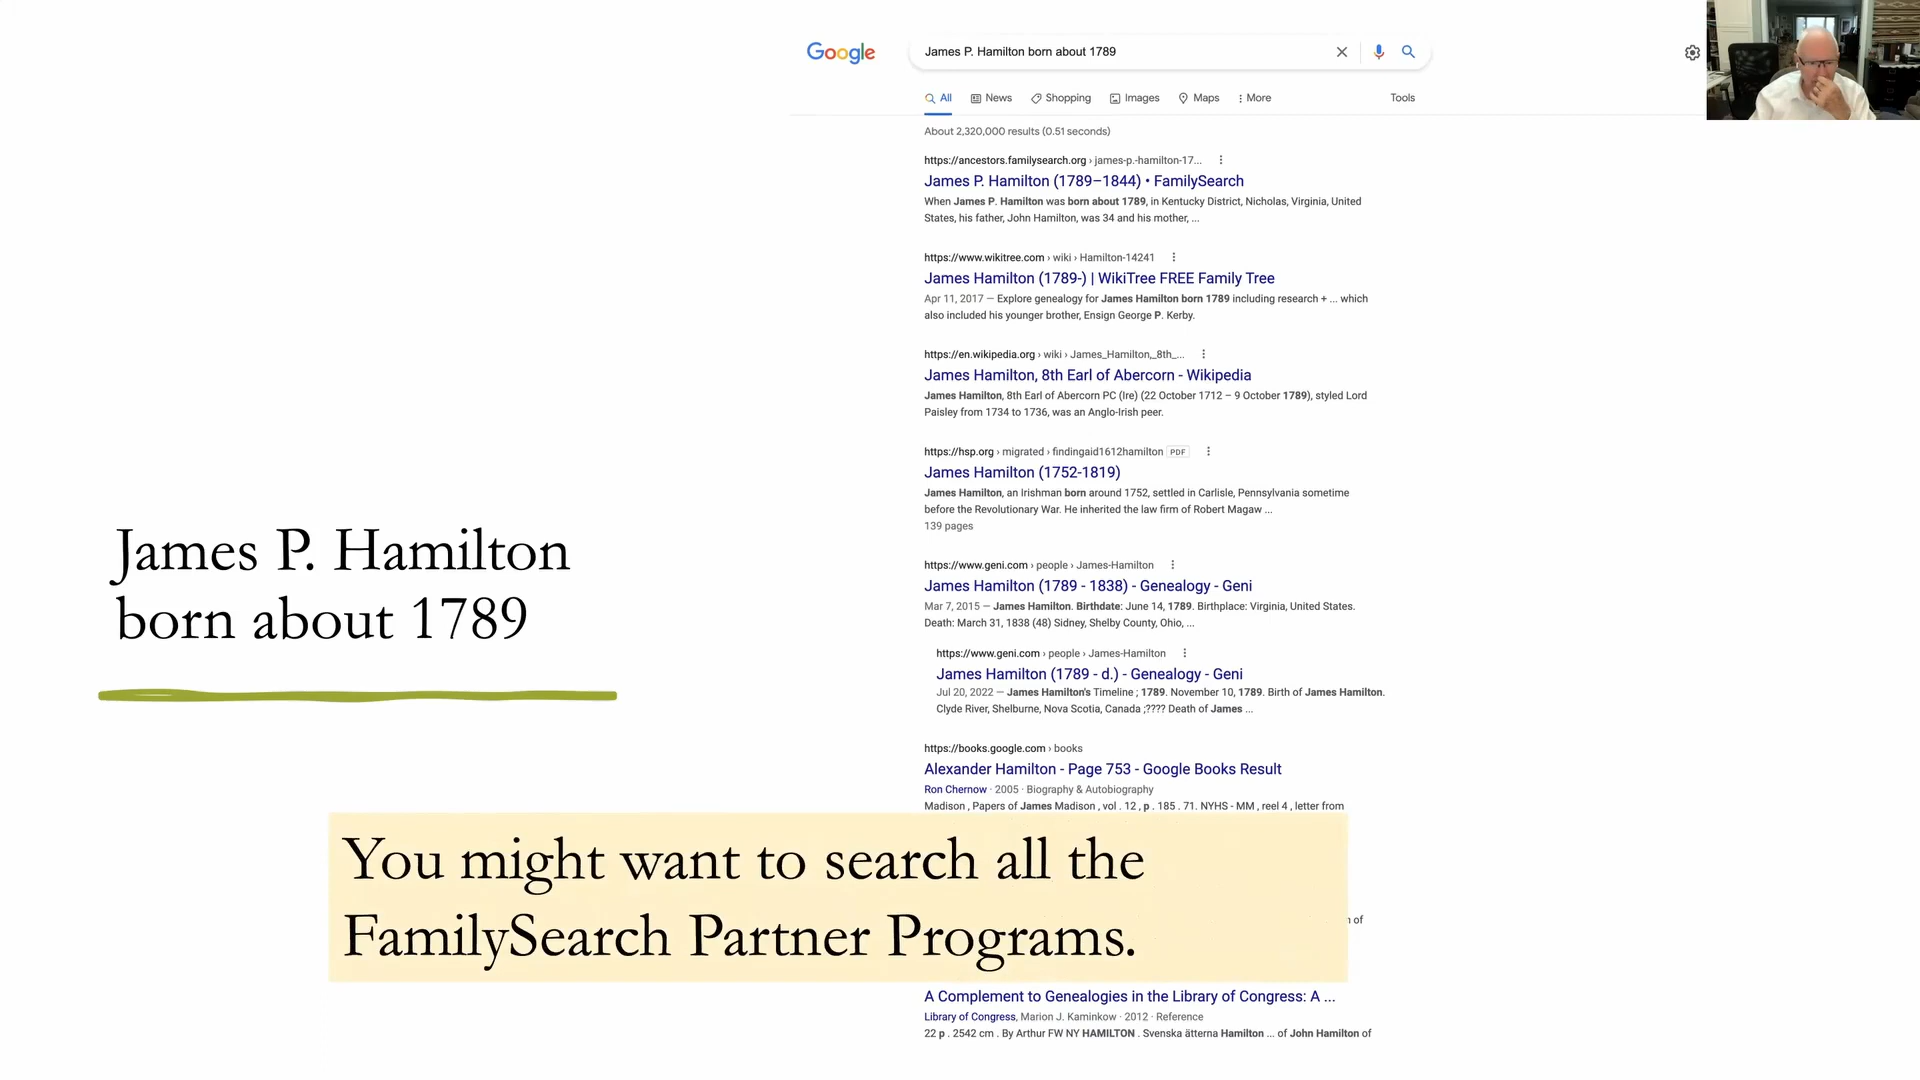 Google
James P. Hamilton born about 1789
All News Shopping Images Maps More Tools
About 2,320,000 results (0.51 seconds)
https://ancestors.familysearch.org › james-p.-hamilton-17...
James P. Hamilton (1789–1844) • FamilySearch
When James P. Hamilton was born about 1789, in Kentucky District, Nicholas, Virginia, United
States, his father, John Hamilton, was 34 and his mother, ...
https://www.wikitree.com › wiki › Hamilton-14241
James Hamilton (1789-) | WikiTree FREE Family Tree
Apr 11, 2017 — Explore genealogy for James Hamilton born 1789 including research + ... which
also included his younger brother, Ensign George P. Kerby.
https://en.wikipedia.org › wiki › James_Hamilton,_8th_...
James Hamilton, 8th Earl of Abercorn - Wikipedia
James Hamilton, 8th Earl of Abercorn PC (Ire) (22 October 1712 – 9 October 1789), styled Lord
Paisley from 1734 to 1736, was an Anglo-Irish peer.
https://hsp.org › migrated › findingaid1612hamilton PDF
James Hamilton (1752-1819)
James Hamilton, an Irishman born around 1752, settled in Carlisle, Pennsylvania sometime
before the Revolutionary War. He inherited the law firm of Robert Magaw ...
139 pages
https://www.geni.com › people › James-Hamilton
James Hamilton (1789 - 1838) - Genealogy - Geni
Mar 7, 2015 — James Hamilton. Birthdate: June 14, 1789. Birthplace: Virginia, United States.
Death: March 31, 1838 (48) Sidney, Shelby County, Ohio, ...
https://www.geni.com › people › James-Hamilton
James Hamilton (1789 - d.) - Genealogy - Geni
Jul 20, 2022 — James Hamilton's Timeline ; 1789. November 10, 1789. Birth of James Hamilton.
Clyde River, Shelburne, Nova Scotia, Canada ;???? Death of James ...
https://books.google.com › books
Alexander Hamilton - Page 753 - Google Books Result
Ron Chernow · 2005 · Biography & Autobiography
Madison , Papers of James Madison , vol . 12 , p . 185 . 71. NYHS - MM , reel 4 , letter from
of
A Complement to Genealogies in the Library of Congress: A ...
Library of Congress, Marion J. Kaminkow · 2012 · Reference
22 p . 2542 cm . By Arthur FW NY HAMILTON . Svenska ätterna Hamilton ... of John Hamilton of
James P. Hamilton
born about 1789
You might want to search all the
FamilySearch Partner Programs.